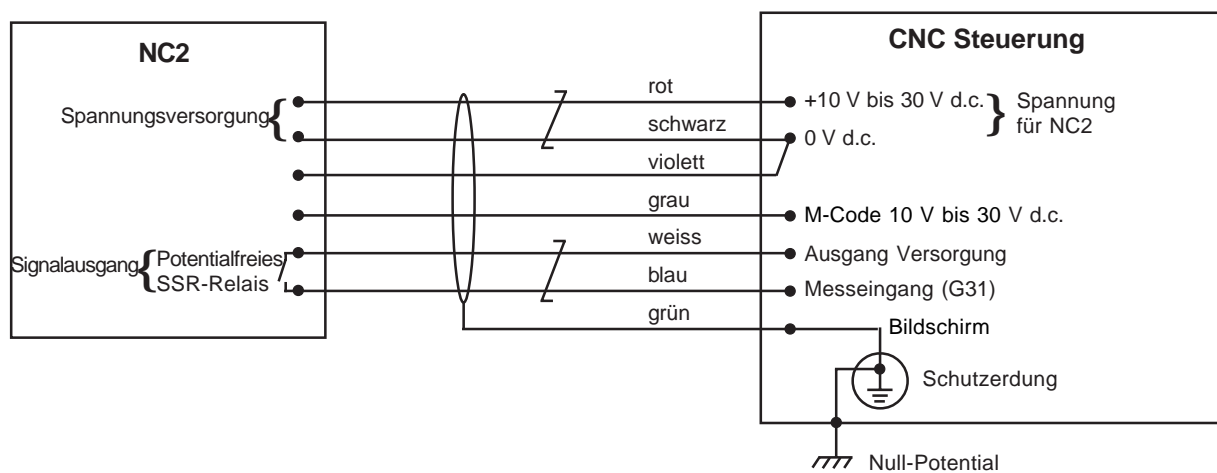 NC2
CNC Steuerung
Spannungsversorgung
rot
+10 V bis 30 V d.c.
Spannung
für NC2
schwarz
0 V d.c.
violett
grau
M-Code 10 V bis 30 V d.c.
Signalausgang
Potentialfreies
SSR-Relais
weiss
Ausgang Versorgung
blau
Messeingang (G31)
grün
Bildschirm
Schutzerdung
Null-Potential